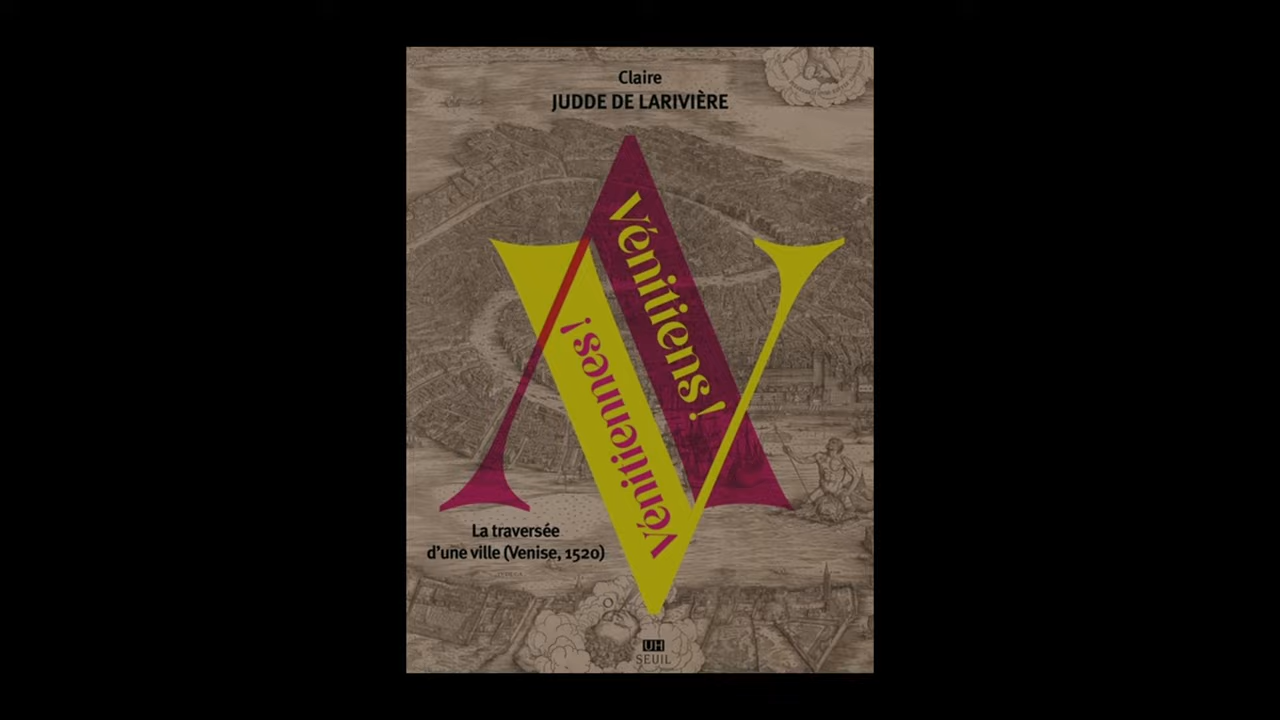 Claire
JUDDE DE LARIVIÈRE
Vénitiens !
Vénitiennes !
La traversée
d'une ville (Venise, 1520)
UH
SEUIL